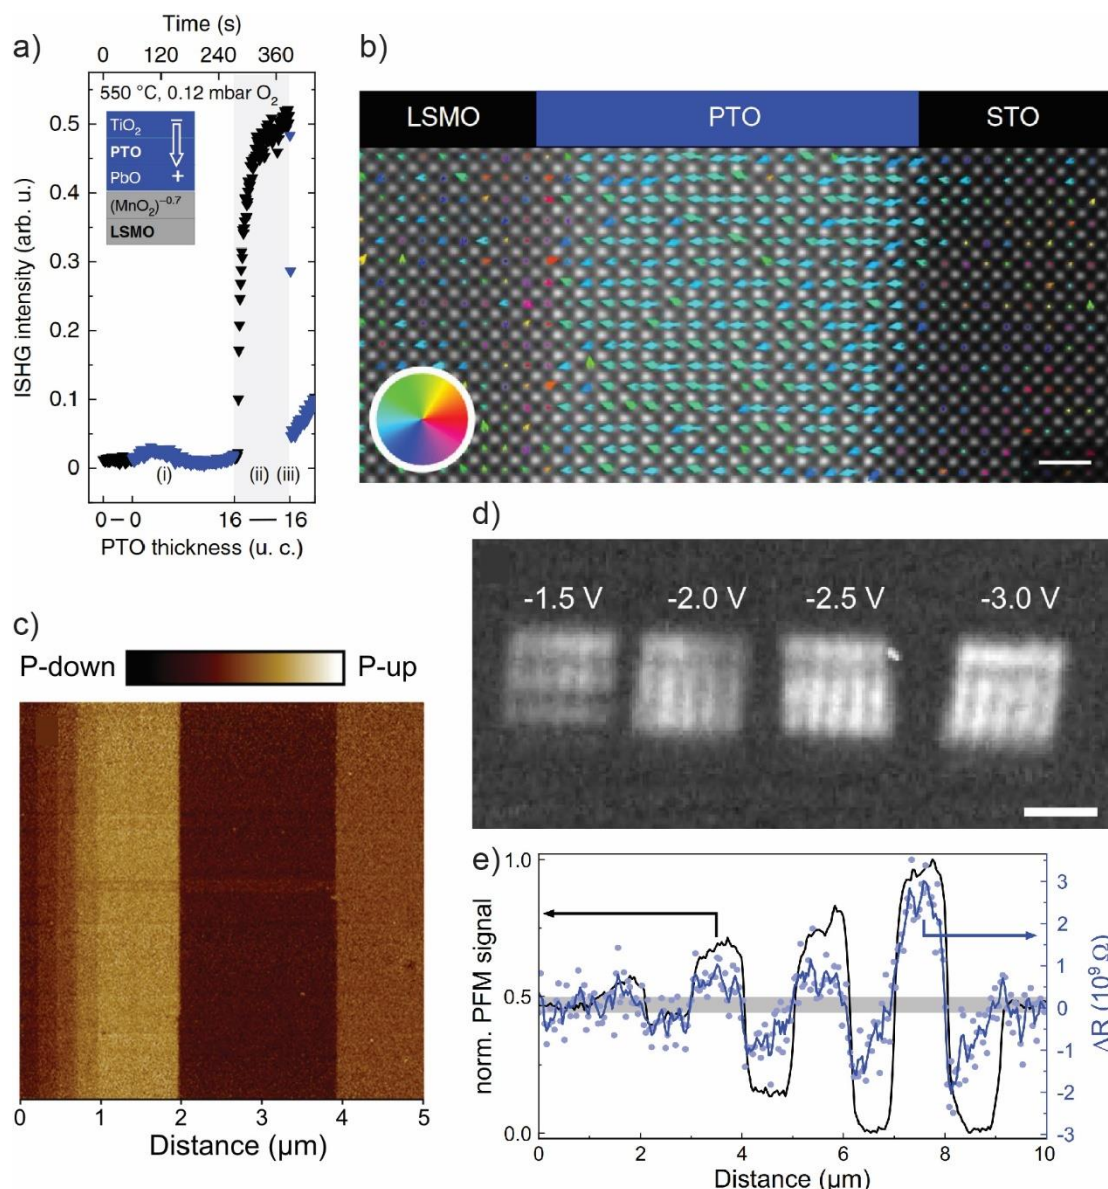 a)
Time (s)
0 120 240 360
550 °C, 0.12 mbar O2
TiO2 −
PTO
PbO +
(MnO2)−0.7
LSMO
ISHG intensity (arb. u.)
0.5
0.4
0.3
0.2
0.1
0
(i) (ii) (iii)
0–0 16 — 16
PTO thickness (u. c.)
b)
LSMO PTO STO
c)
P-down P-up
0 1 2 3 4 5
Distance (µm)
d)
-1.5 V -2.0 V -2.5 V -3.0 V
e)
norm. PFM signal
1.0
0.5
0.0
3
2
1
0
-1
-2
-3
ΔR (10⁹ Ω)
0 2 4 6 8 10
Distance (µm)